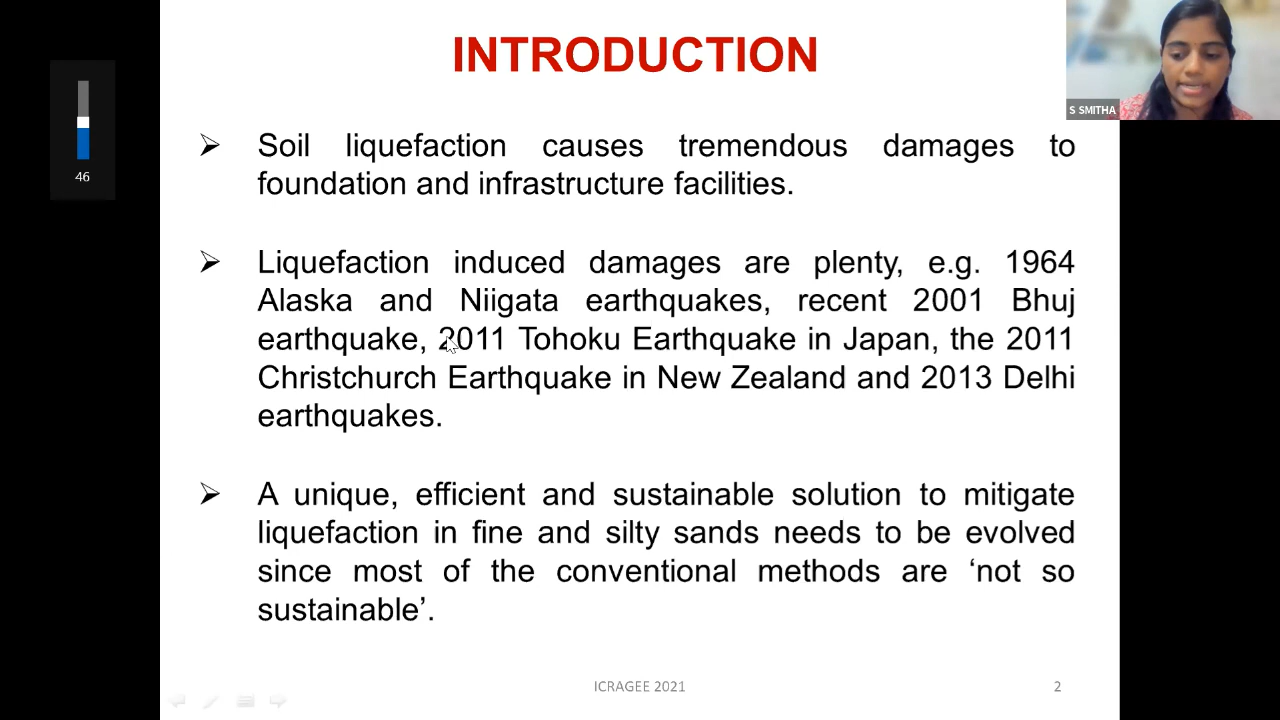 INTRODUCTION
S SMITHA
46
Soil liquefaction causes tremendous damages to
foundation and infrastructure facilities.
Liquefaction induced damages are plenty, e.g. 1964
Alaska and Niigata earthquakes, recent 2001 Bhuj
earthquake, 2011 Tohoku Earthquake in Japan, the 2011
Christchurch Earthquake in New Zealand and 2013 Delhi
earthquakes.
A unique, efficient and sustainable solution to mitigate
liquefaction in fine and silty sands needs to be evolved
since most of the conventional methods are ‘not so
sustainable’.
ICRAGEE 2021
2